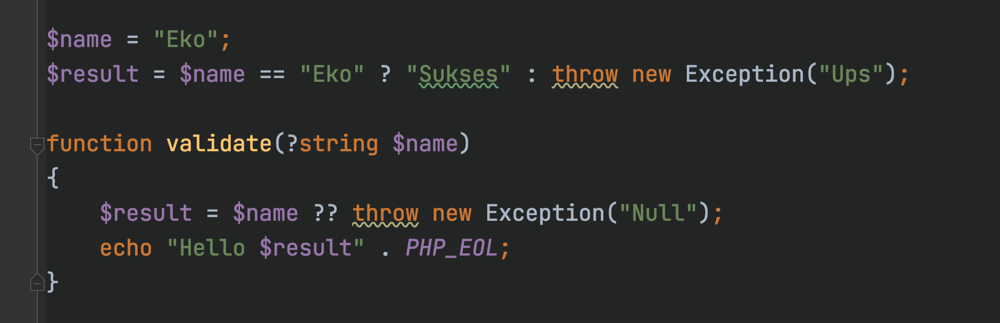 $name = "Eko";
$result = $name == "Eko" ? "Sukses" : throw new Exception("Ups");
function validate(?string $name)
{
    $result = $name ?? throw new Exception("Null");
    echo "Hello $result" . PHP_EOL;
}